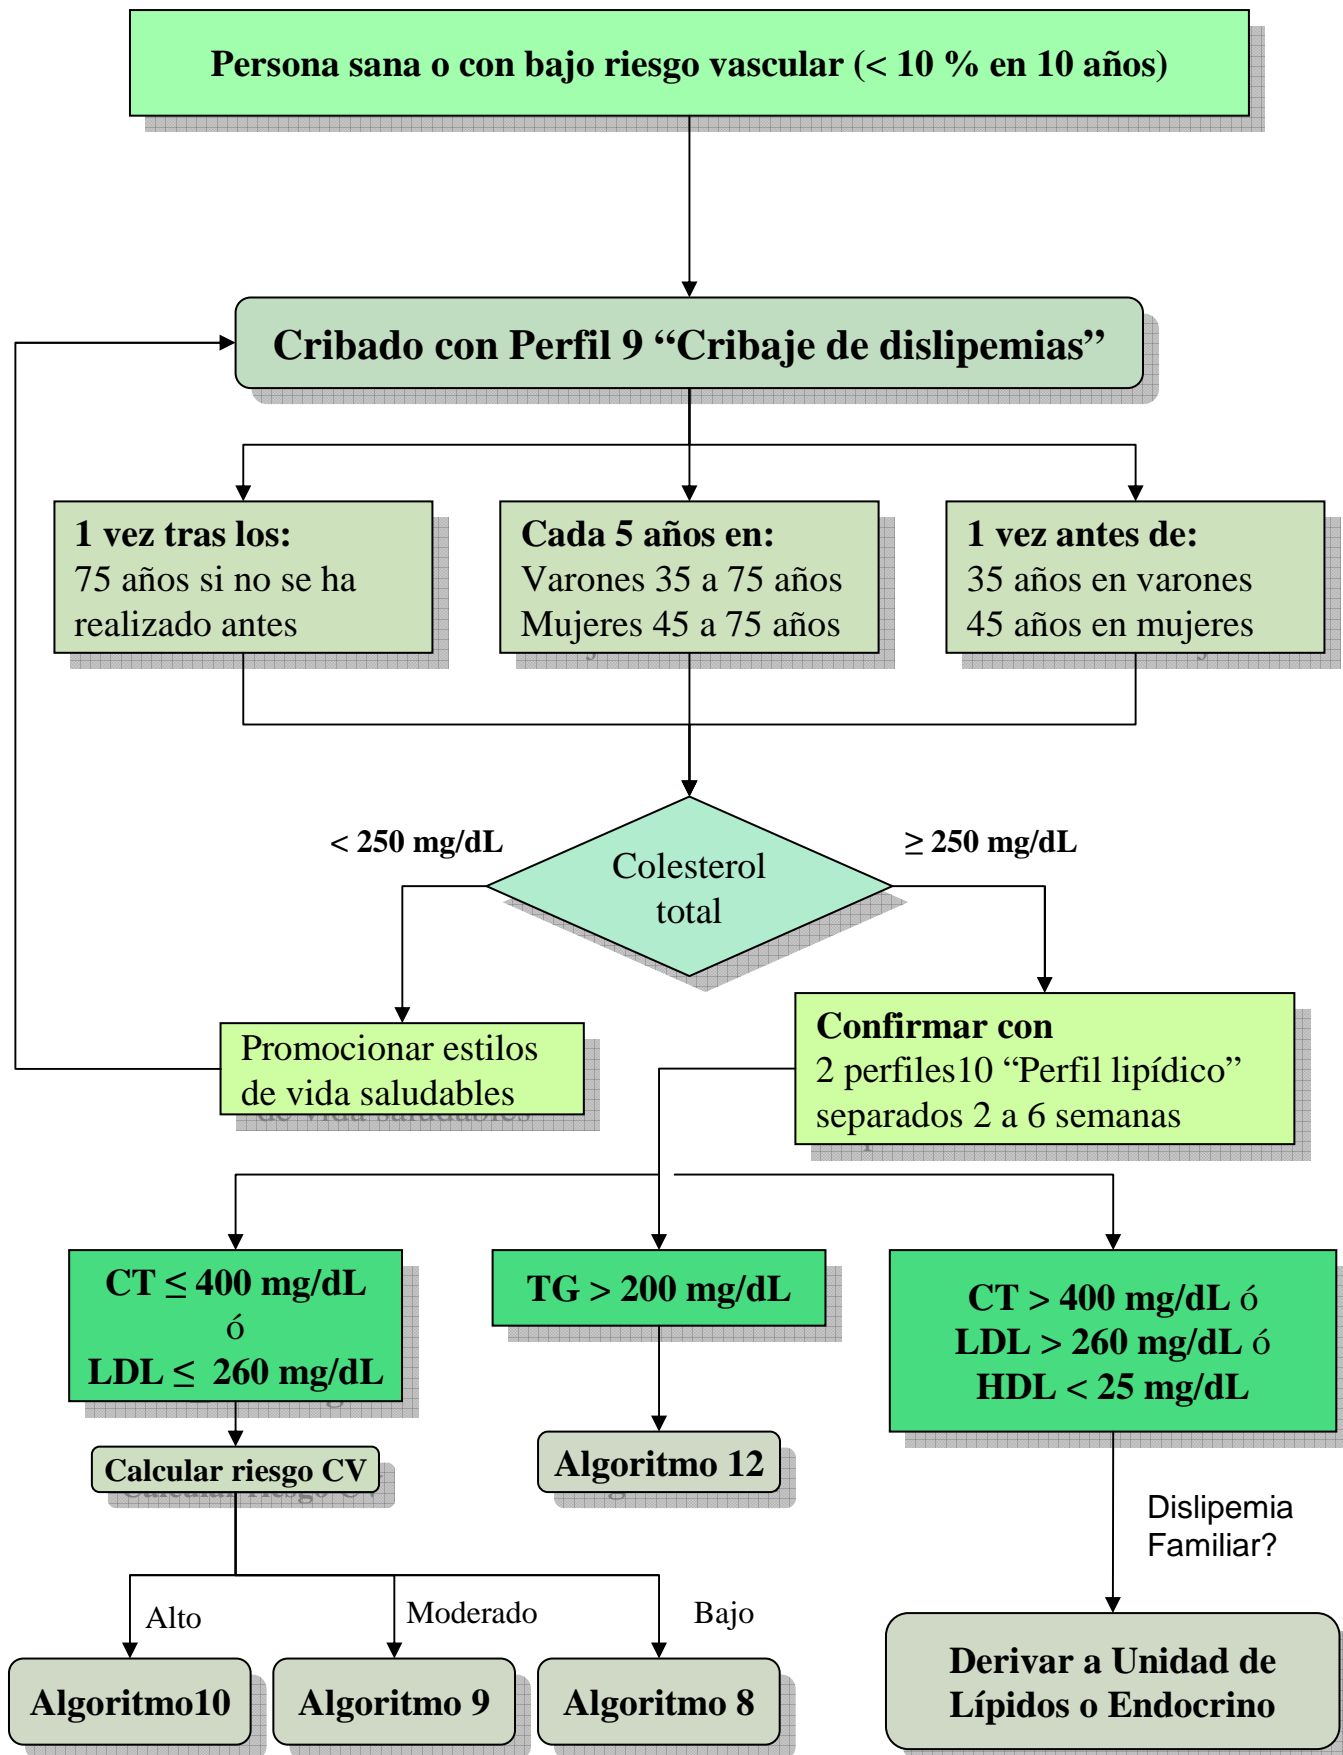 Persona sana o con bajo riesgo vascular (< 10 % en 10 años)
Cribado con Perfil 9 “Cribaje de dislipemias”
1 vez tras los:
75 años si no se ha
realizado antes
Cada 5 años en:
Varones 35 a 75 años
Mujeres 45 a 75 años
1 vez antes de:
35 años en varones
45 años en mujeres
< 250 mg/dL
≥ 250 mg/dL
Colesterol
total
Promocionar estilos
de vida saludables
Confirmar con
2 perfiles10 “Perfil lipídico”
separados 2 a 6 semanas
CT ≤ 400 mg/dL
ó
LDL ≤ 260 mg/dL
TG > 200 mg/dL
CT > 400 mg/dL ó
LDL > 260 mg/dL ó
HDL < 25 mg/dL
Calcular riesgo CV
Algoritmo 12
Dislipemia
Familiar?
Alto
Moderado
Bajo
Algoritmo10
Algoritmo 9
Algoritmo 8
Derivar a Unidad de
Lípidos o Endocrino